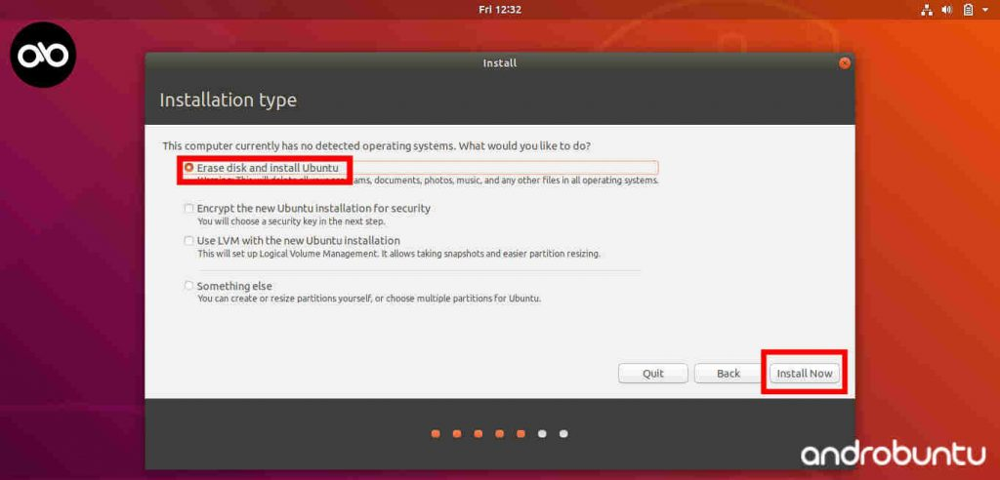 Fri 12:32
Install
Installation type
This computer currently has no detected operating systems. What would you like to do?
Erase disk and install Ubuntu
Warning: This will delete all your programs, documents, photos, music, and any other files in all operating systems.
Encrypt the new Ubuntu installation for security
You will choose a security key in the next step.
Use LVM with the new Ubuntu installation
This will set up Logical Volume Management. It allows taking snapshots and easier partition resizing.
Something else
You can create or resize partitions yourself, or choose multiple partitions for Ubuntu.
Quit Back Install Now
androbuntu